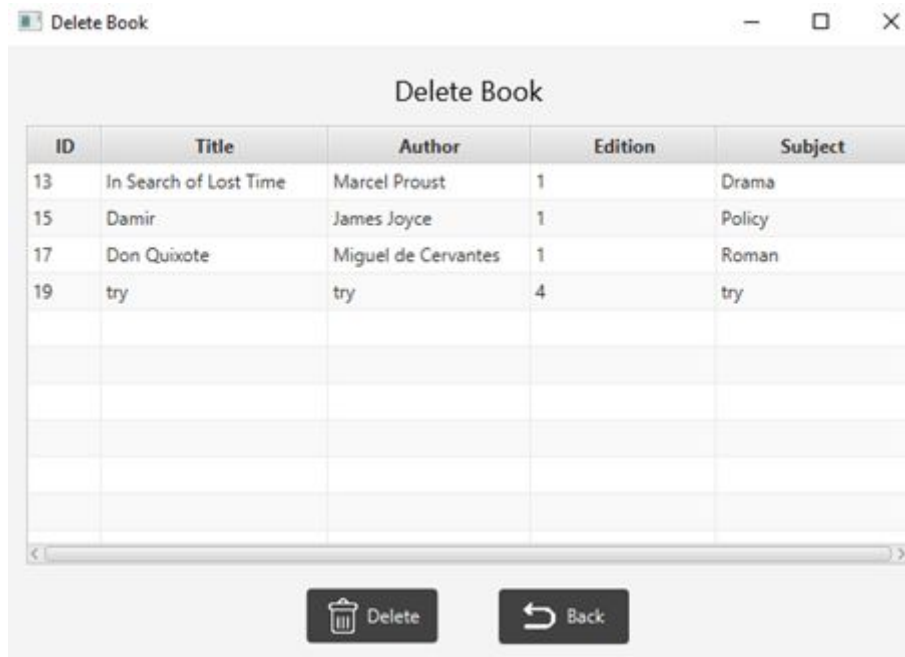 Delete Book
Delete Book
ID Title Author Edition Subject
13 In Search of Lost Time Marcel Proust 1 Drama
15 Damir James Joyce 1 Policy
17 Don Quixote Miguel de Cervantes 1 Roman
19 try try 4 try
Delete Back